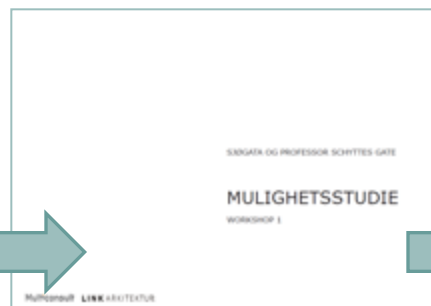 SJØGATA OG PROFESSOR SCHYTTES GATE
MULIGHETSSTUDIE
WORKSHOP 1
Multiconsult LINK ARKITEKTUR